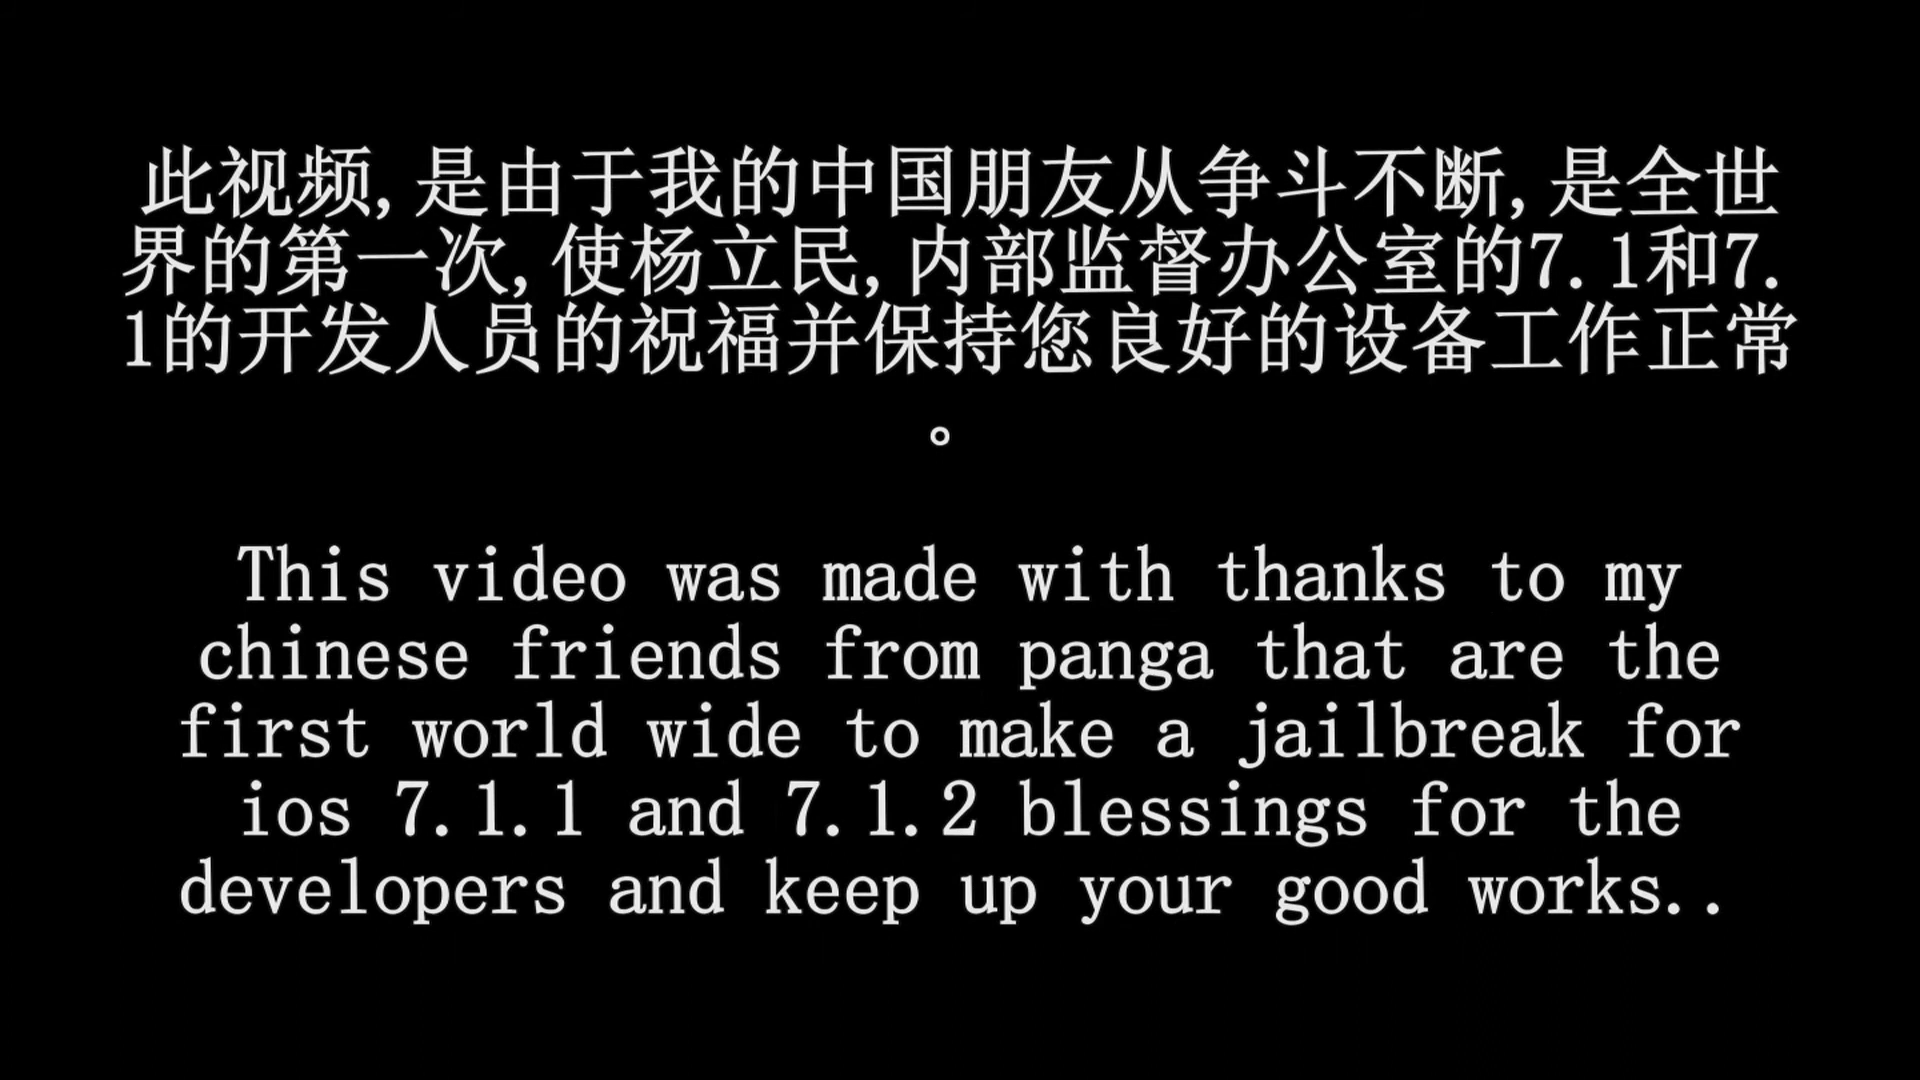 此视频,是由于我的中国朋友从争斗不断,是全世
界的第一次,使杨立民,内部监督办公室的7.1和7.
1的开发人员的祝福并保持您良好的设备工作正常
。
This video was made with thanks to my
chinese friends from panga that are the
first world wide to make a jailbreak for
ios 7.1.1 and 7.1.2 blessings for the
developers and keep up your good works..